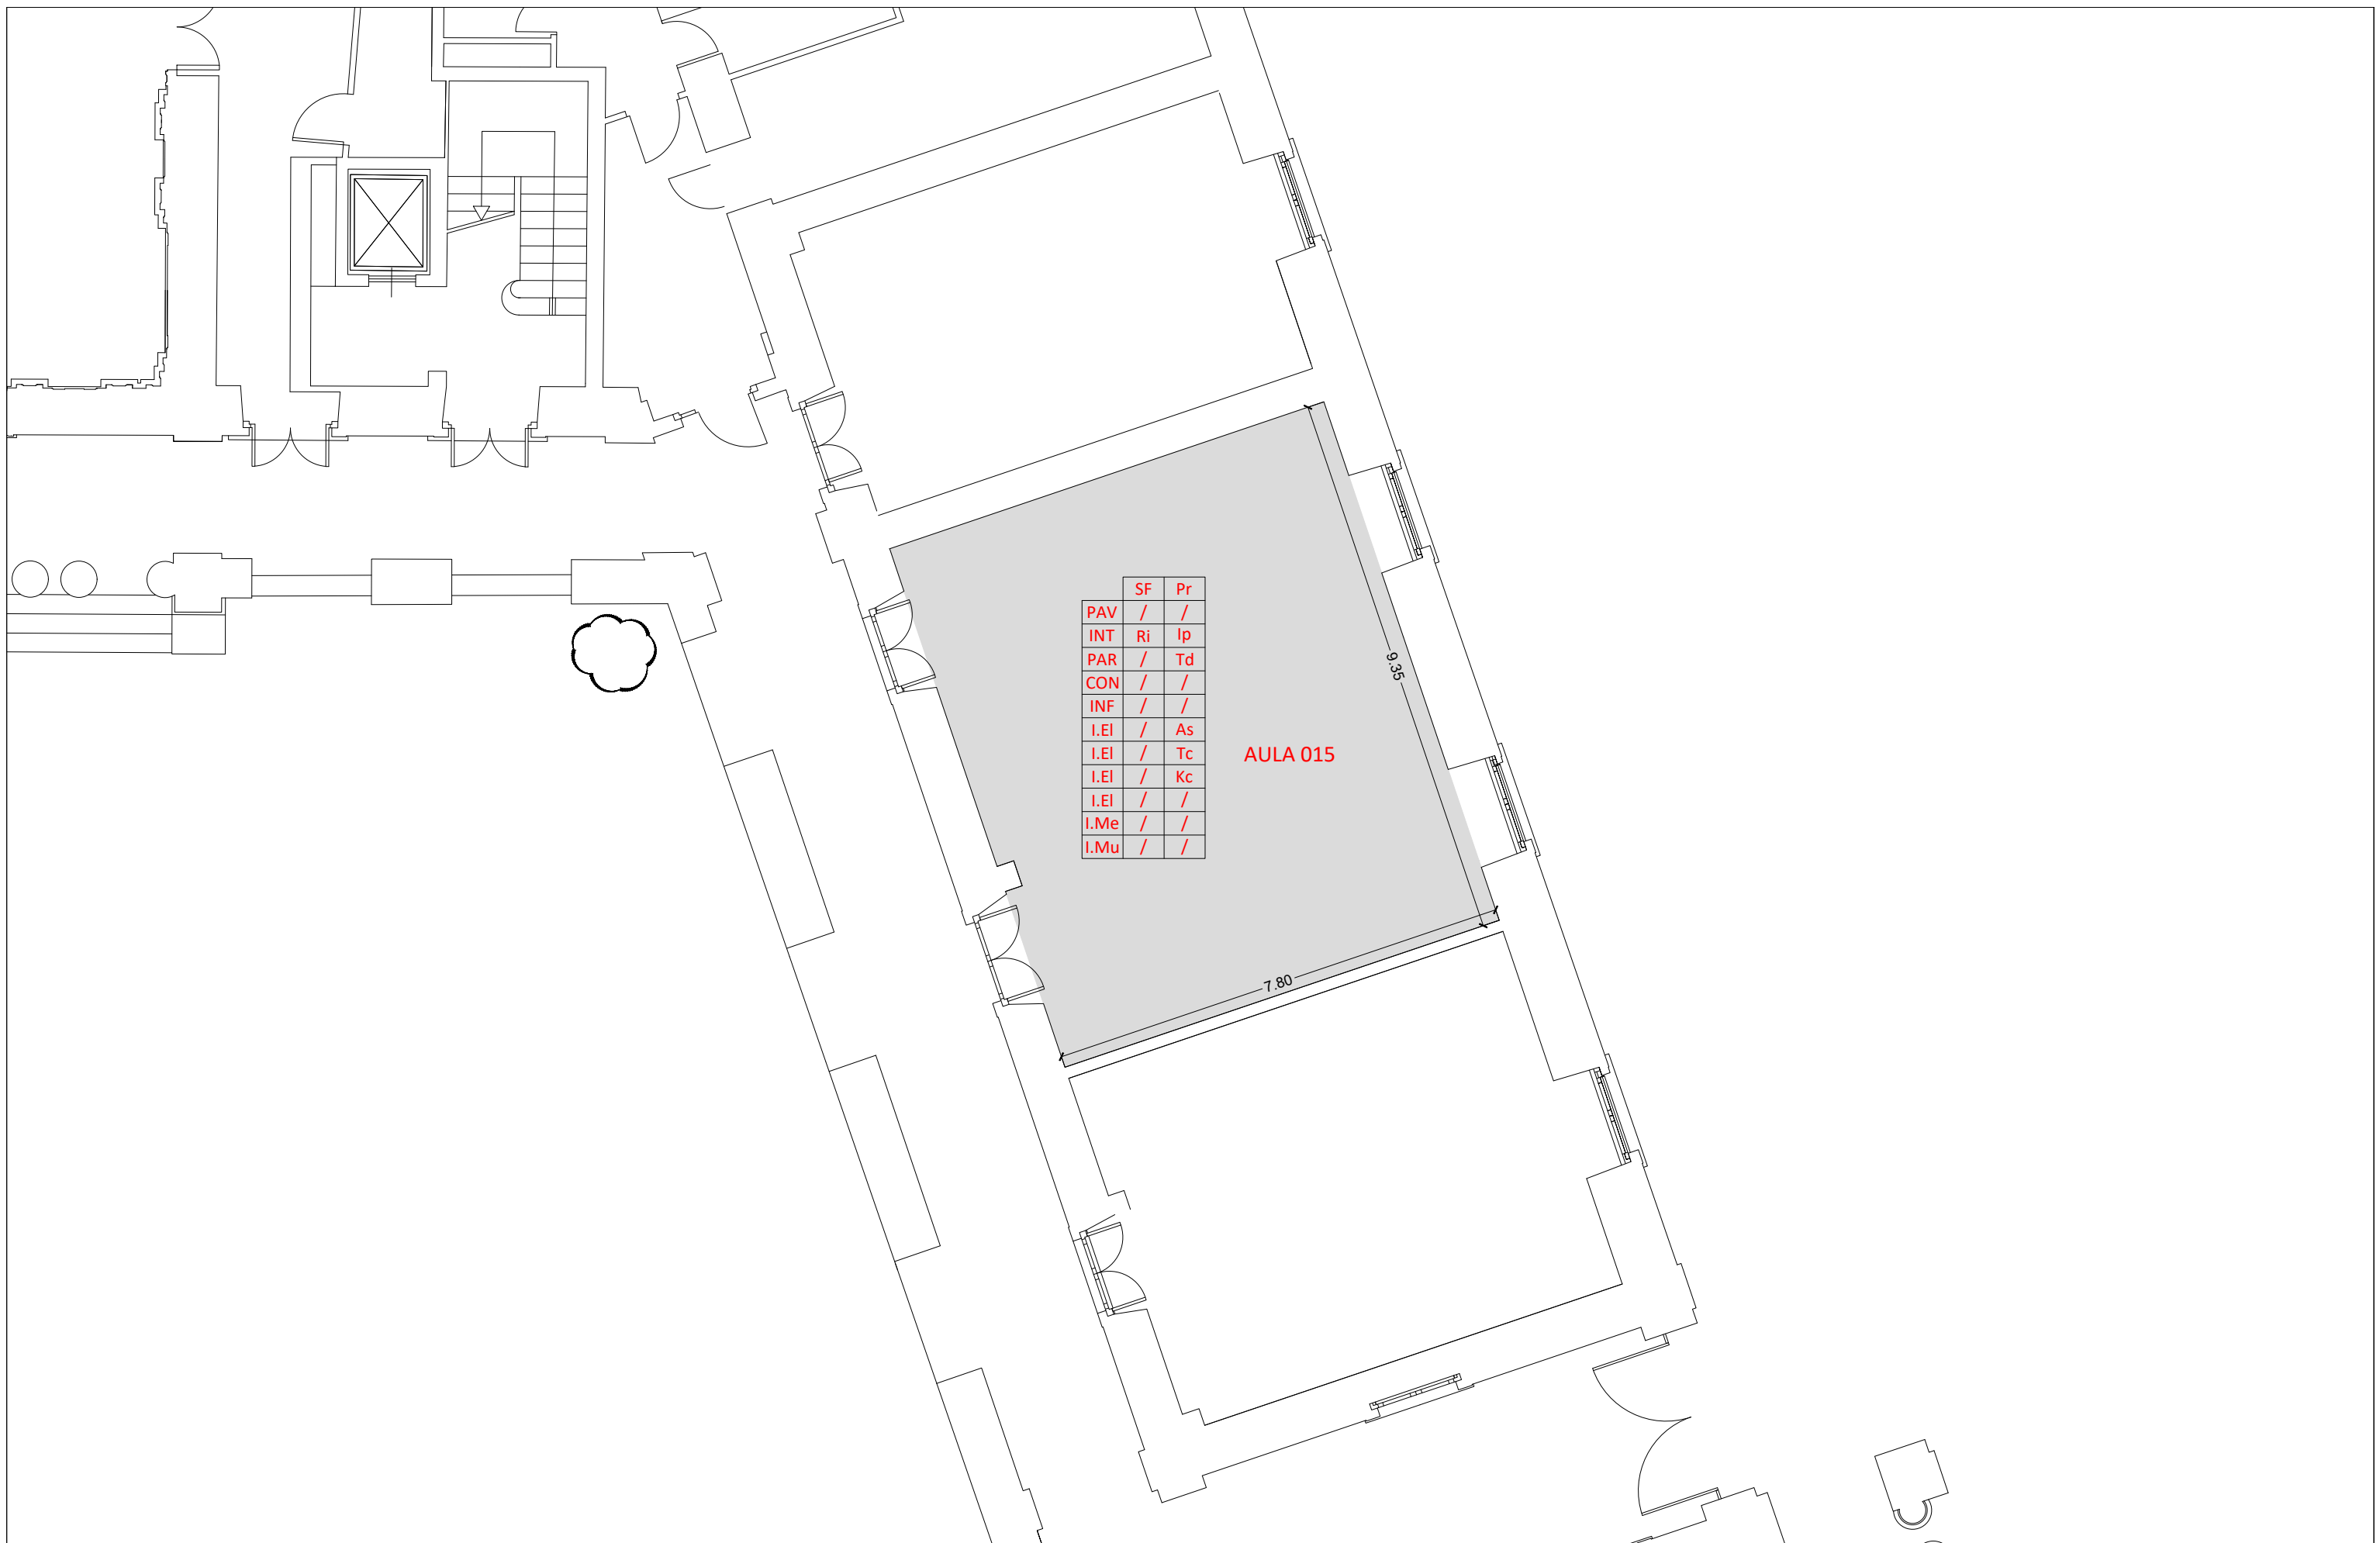 SF Pr
PAV / /
INT Ri Ip
PAR / Td
CON / /
INF / /
I.El / As
I.El / Tc
I.El / Kc
I.El / /
I.Me / /
I.Mu / /
AULA 015
9.35
7.80